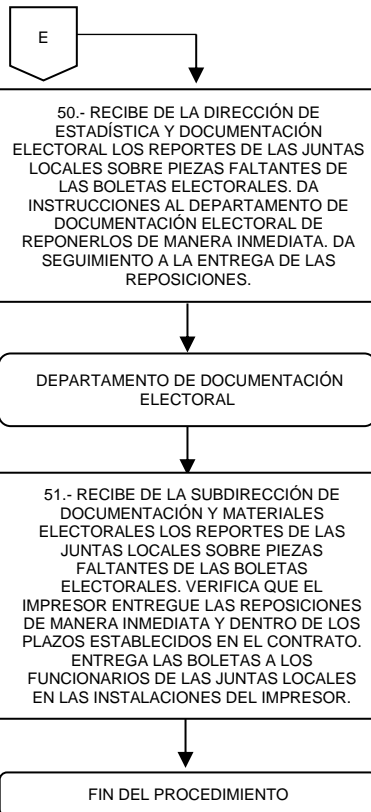 E
50.- RECIBE DE LA DIRECCIÓN DE
ESTADÍSTICA Y DOCUMENTACIÓN
ELECTORAL LOS REPORTES DE LAS JUNTAS
LOCALES SOBRE PIEZAS FALTANTES DE
LAS BOLETAS ELECTORALES. DA
INSTRUCCIONES AL DEPARTAMENTO DE
DOCUMENTACIÓN ELECTORAL DE
REPONERLOS DE MANERA INMEDIATA. DA
SEGUIMIENTO A LA ENTREGA DE LAS
REPOSICIONES.
DEPARTAMENTO DE DOCUMENTACIÓN
ELECTORAL
51.- RECIBE DE LA SUBDIRECCIÓN DE
DOCUMENTACIÓN Y MATERIALES
ELECTORALES LOS REPORTES DE LAS
JUNTAS LOCALES SOBRE PIEZAS
FALTANTES DE LAS BOLETAS
ELECTORALES. VERIFICA QUE EL
IMPRESOR ENTREGUE LAS REPOSICIONES
DE MANERA INMEDIATA Y DENTRO DE LOS
PLAZOS ESTABLECIDOS EN EL CONTRATO.
ENTREGA LAS BOLETAS A LOS
FUNCIONARIOS DE LAS JUNTAS LOCALES
EN LAS INSTALACIONES DEL IMPRESOR.
FIN DEL PROCEDIMIENTO